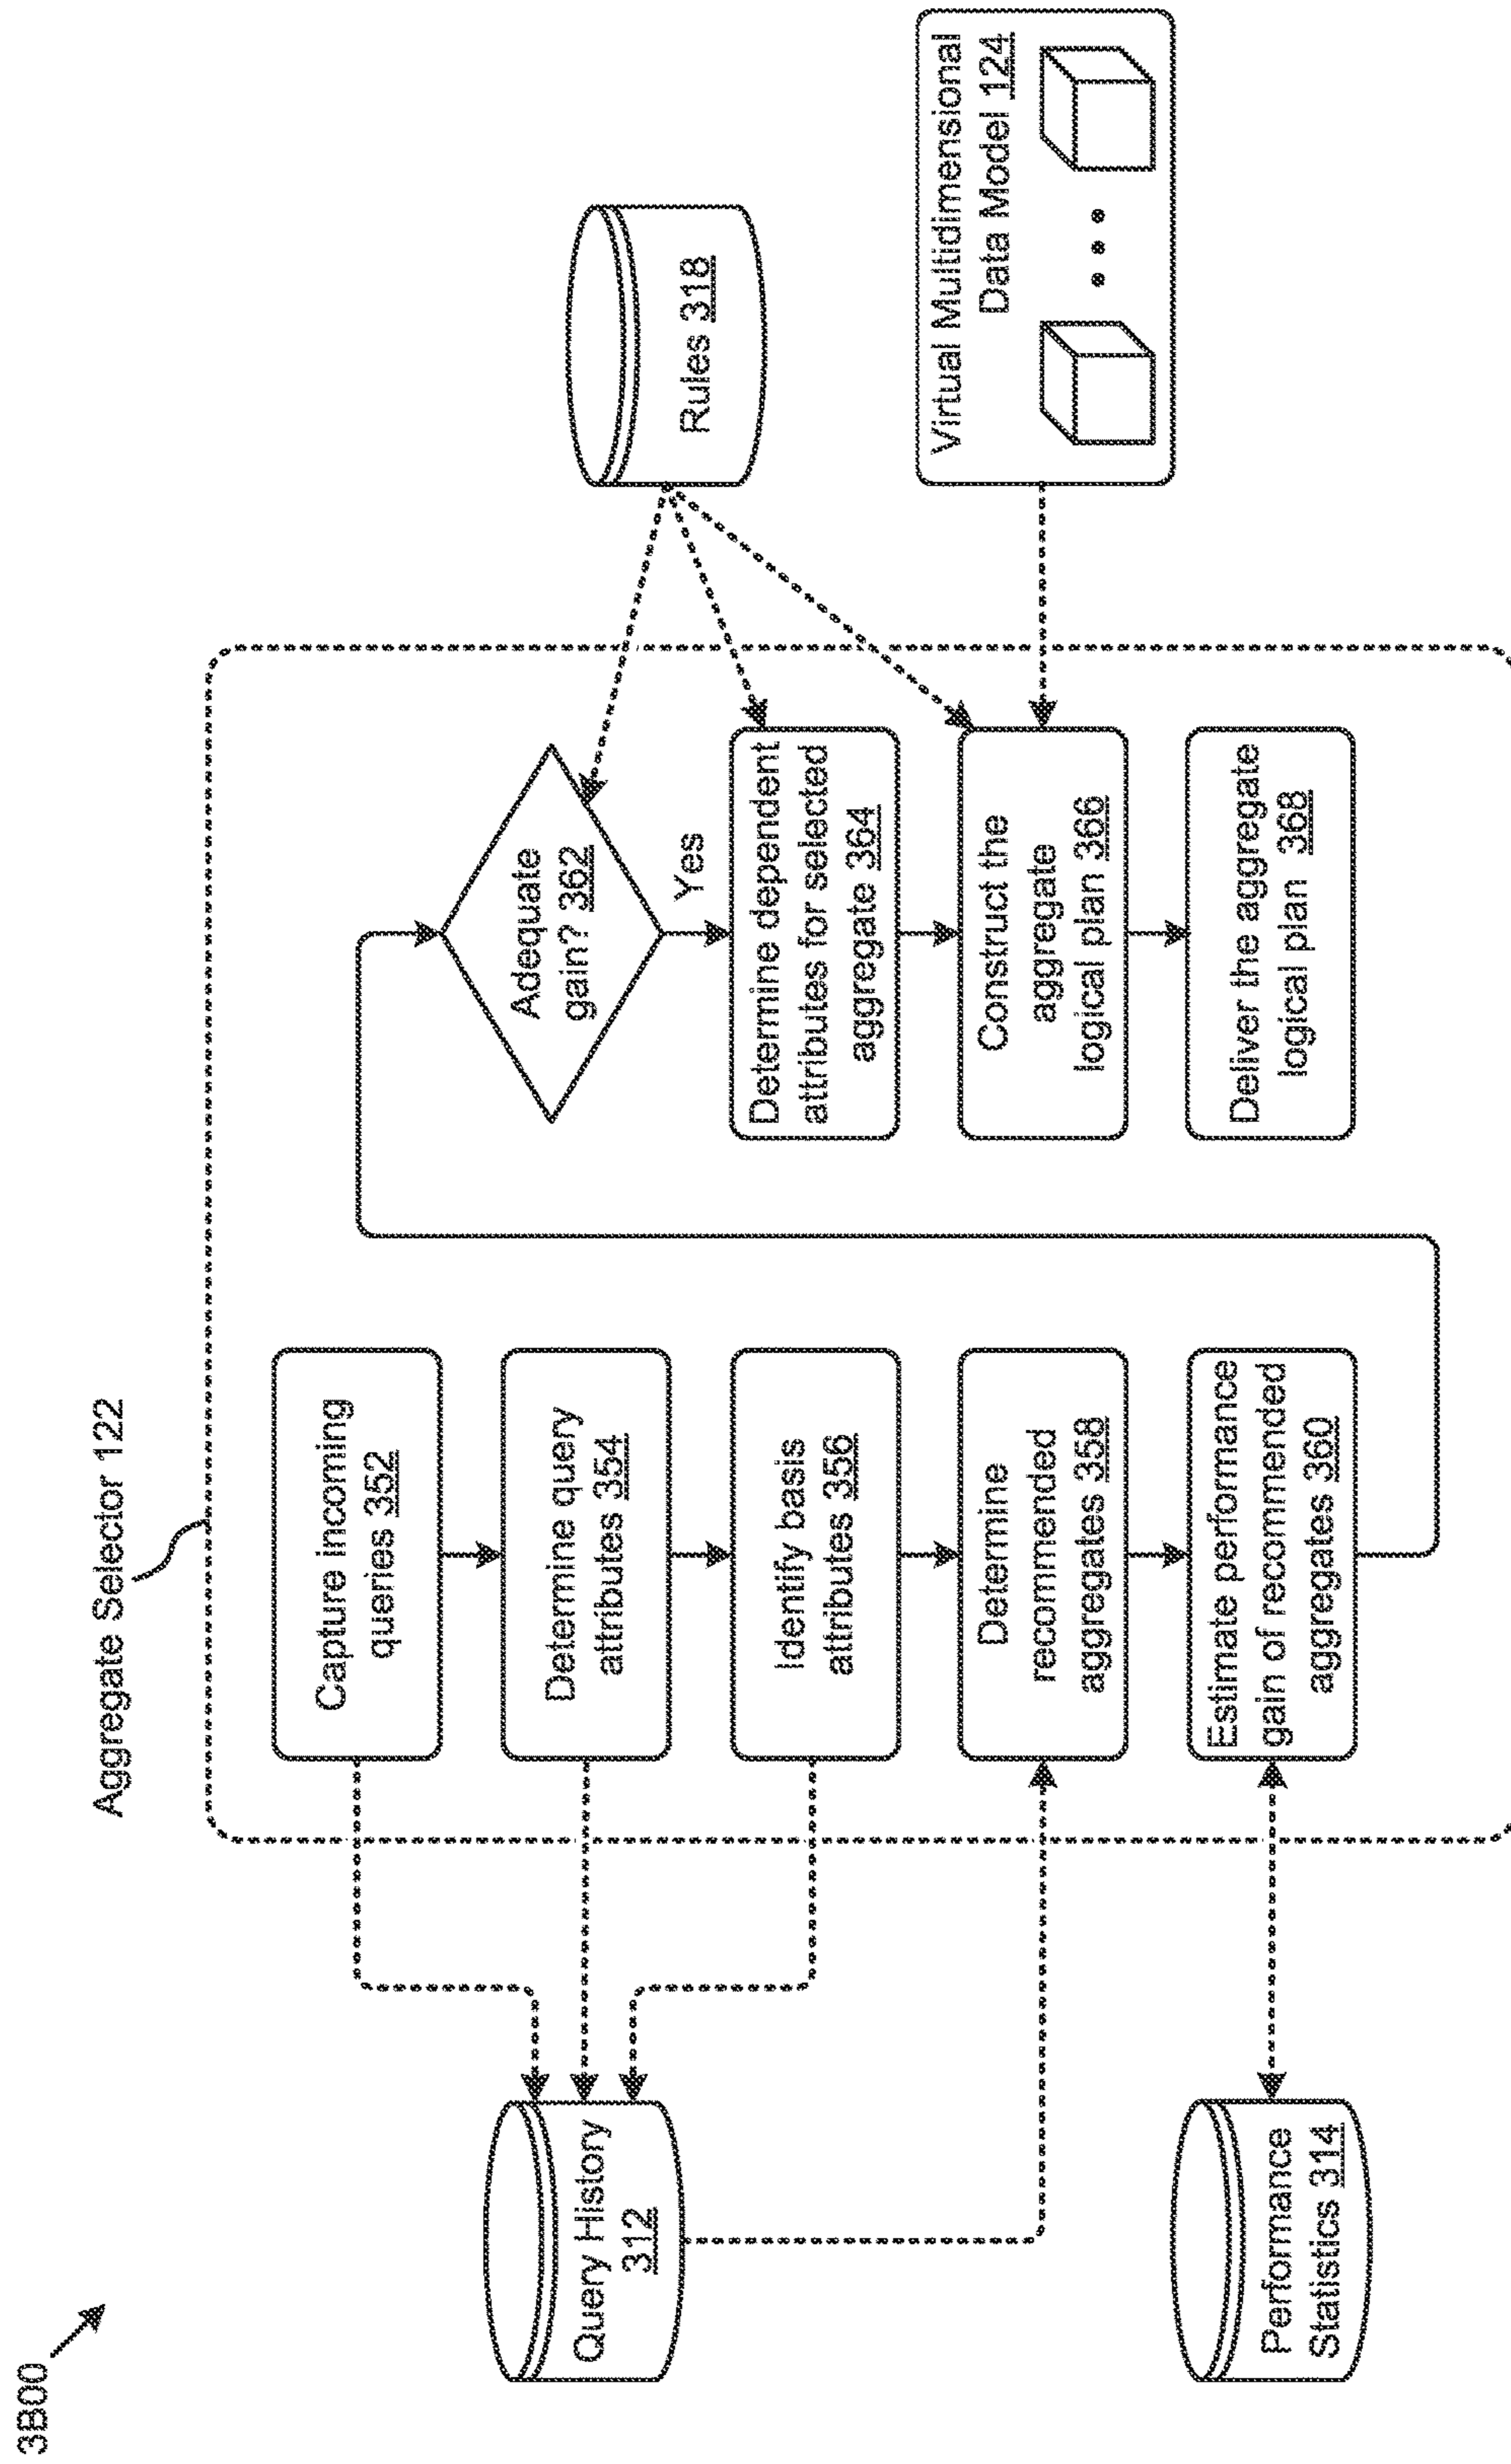 3B00
Aggregate Selector 122
Capture incoming
queries 352
Determine query
attributes 354
Identify basis
attributes 356
Determine
recommended
aggregates 358
Estimate performance
gain of recommended
aggregates 360
Query History
312
Performance
Statistics 314
Adequate
gain? 362
Yes
Determine dependent
attributes for selected
aggregate 364
Construct the
aggregate
logical plan 366
Deliver the aggregate
logical plan 368
Rules 318
Virtual Multidimensional
Data Model 124